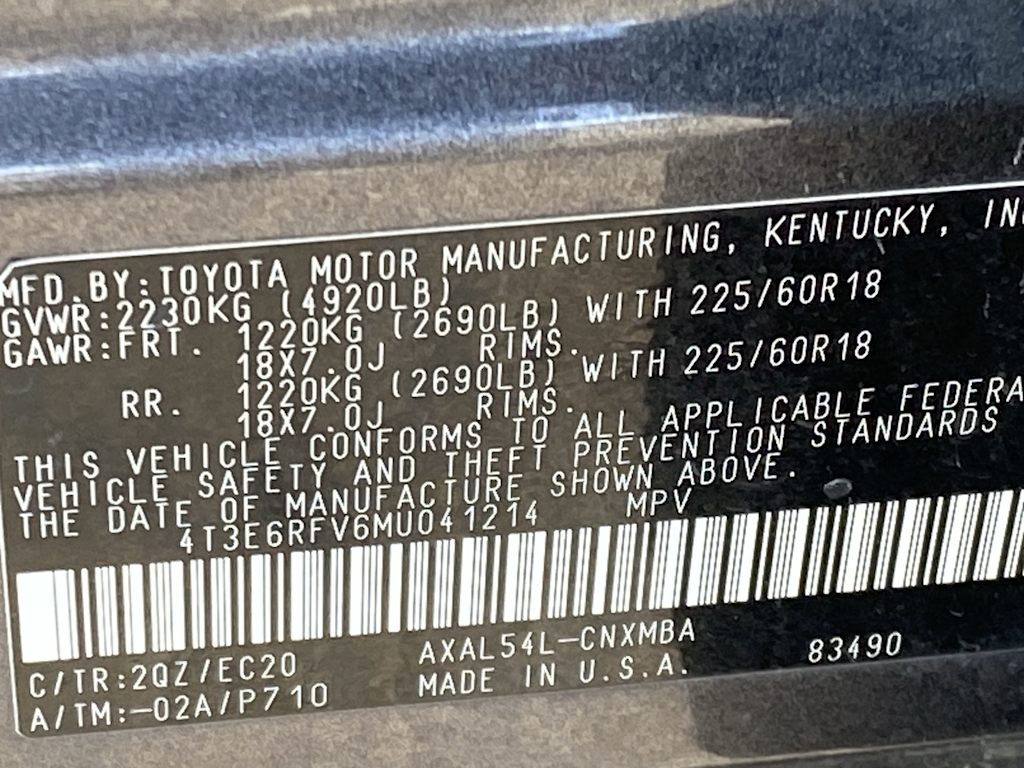 MFD.BY:TOYOTA MOTOR MANUFACTURING, KENTUCKY, IN
GVWR:2230KG (4920LB)
GAWR:FRT. 1220KG (2690LB) WITH 225/60R18
18X7.0J RIMS.
RR. 1220KG (2690LB) WITH 225/60R18
18X7.0J RIMS.
THIS VEHICLE CONFORMS TO ALL APPLICABLE FEDERA
VEHICLE SAFETY AND THEFT PREVENTION STANDARDS
THE DATE OF MANUFACTURE SHOWN ABOVE.
4T3E6RFV6MU041214 MPV
C/TR:2QZ/EC20 AXAL54L-CNXMBA 83490
A/TM:-02A/P710 MADE IN U.S.A.